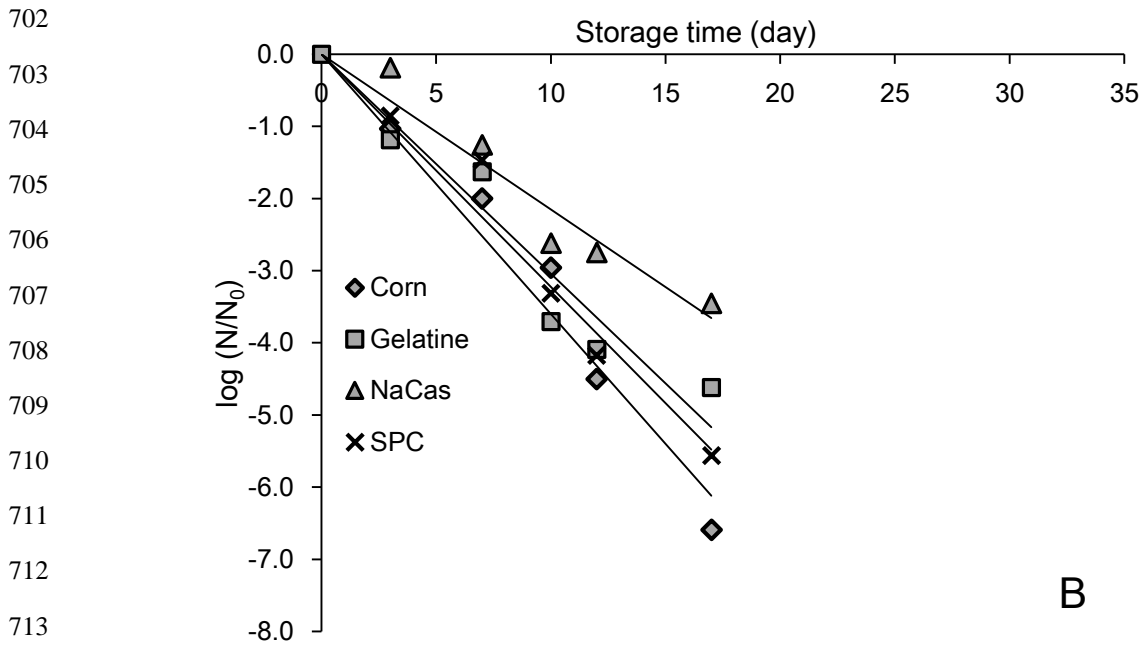 702
703
704
705
706
707
708
709
710
711
712
713
Storage time (day)
0.0
-1.0
-2.0
-3.0
-4.0
-5.0
-6.0
-7.0
-8.0
0 5 10 15 20 25 30 35
log (N/N₀)
Corn
Gelatine
NaCas
SPC
B